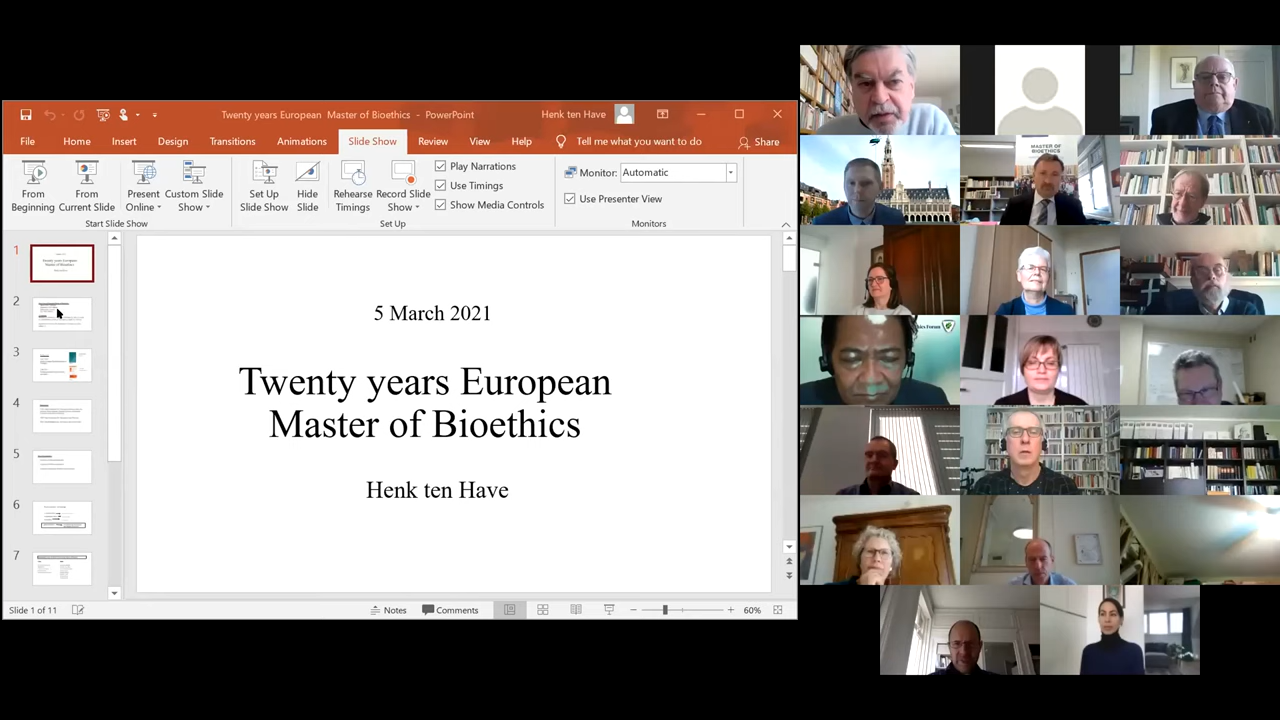 Twenty years European Master of Bioethics - PowerPoint
Henk ten Have
File
Home
Insert
Design
Transitions
Animations
Slide Show
Review
View
Help
Tell me what you want to do
Share
From
Beginning
From
Current Slide
Present
Online
Custom Slide
Show
Start Slide Show
Set Up
Slide Show
Hide
Slide
Rehearse
Timings
Record Slide
Show
Play Narrations
Use Timings
Show Media Controls
Set Up
Monitor:
Automatic
Use Presenter View
Monitors
1
2
3
4
5
6
7
5 March 2021
Twenty years European
Master of Bioethics
Henk ten Have
Slide 1 of 11
Notes
Comments
60%
MASTER OF
BIOETHICS
ics Forum